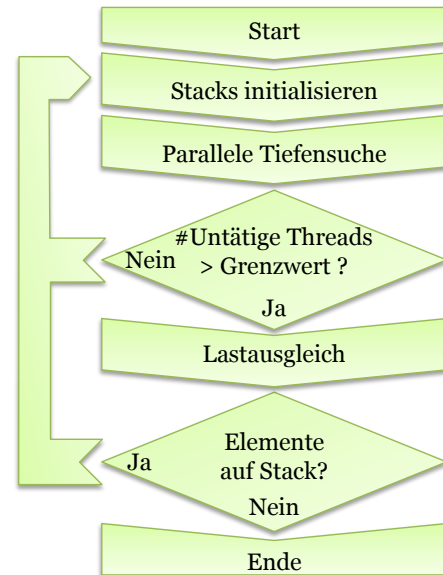 Start
Stacks initialisieren
Parallele Tiefensuche
#Untätige Threads
Nein > Grenzwert ?
Ja
Lastausgleich
Elemente
Ja auf Stack?
Nein
Ende